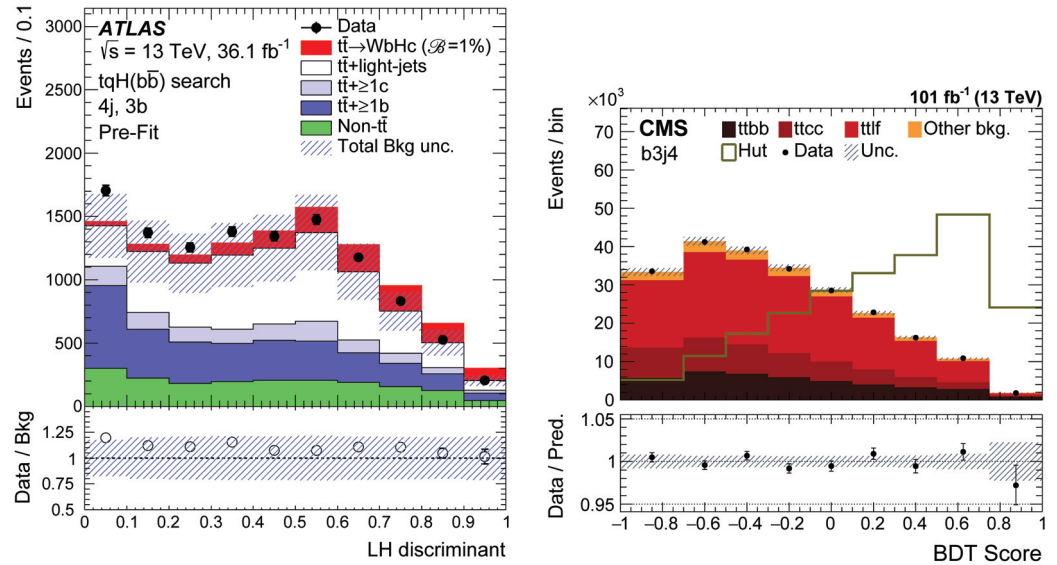 Events / 0.1
3000
2500
2000
1500
1000
500
0
ATLAS
√s = 13 TeV, 36.1 fb⁻¹
tqH(bb̄) search
4j, 3b
Pre-Fit
Data
tt̄→WbHc (ℬ=1%)
tt̄+light-jets
tt̄+≥1c
tt̄+≥1b
Non-tt̄
Total Bkg unc.
Data / Bkg
1.25
1
0.75
0.5
0 0.1 0.2 0.3 0.4 0.5 0.6 0.7 0.8 0.9 1
LH discriminant
×10³
101 fb⁻¹ (13 TeV)
Events / bin
70
60
50
40
30
20
10
0
CMS
b3j4
ttbb ttcc ttlf Other bkg.
Hut Data Unc.
Data / Pred.
1.05
1
0.95
−1 −0.8 −0.6 −0.4 −0.2 0 0.2 0.4 0.6 0.8 1
BDT Score